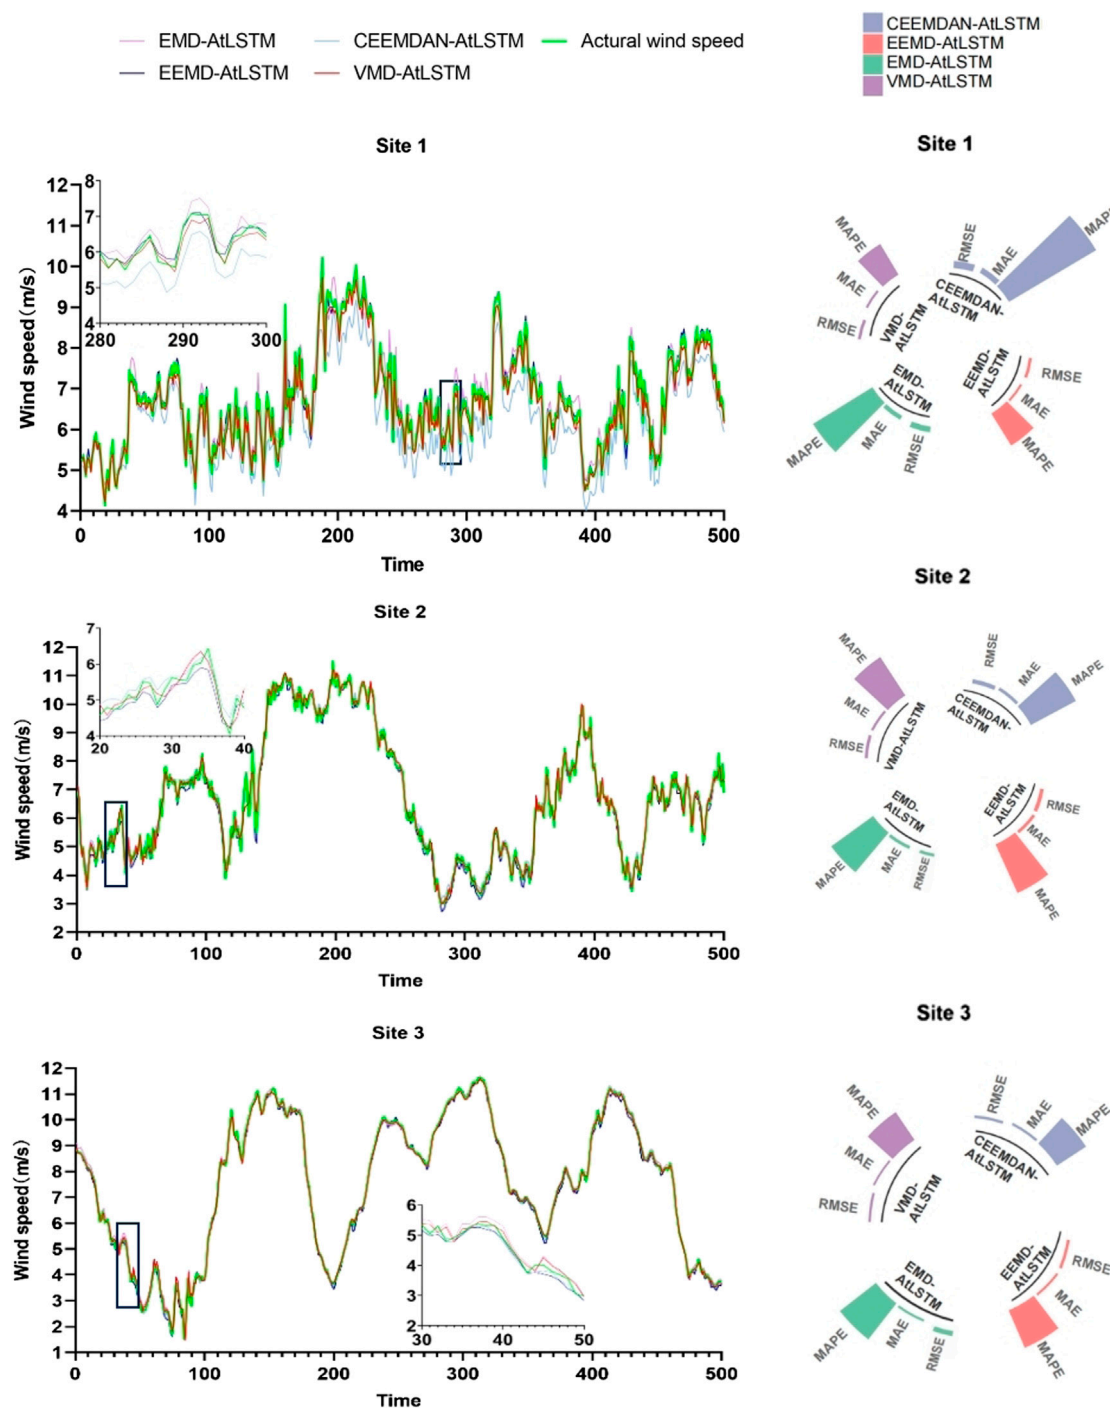 EMD-AtLSTM
CEEMDAN-AtLSTM
Actural wind speed
EEMD-AtLSTM
VMD-AtLSTM
CEEMDAN-AtLSTM
EEMD-AtLSTM
EMD-AtLSTM
VMD-AtLSTM
Site 1
12
11
10
9
8
7
6
5
4
Wind speed (m/s)
0
100
200
300
400
500
Time
8
7
6
5
4
280
290
300
Site 1
MAPE
MAE
RMSE
VMD-
AtLSTM
RMSE
MAE
MAPE
CEEMDAN-
AtLSTM
EMD-
AtLSTM
MAPE
MAE
RMSE
EEMD-
AtLSTM
RMSE
MAE
MAPE
Site 2
12
11
10
9
8
7
6
5
4
3
2
Wind speed (m/s)
0
100
200
300
400
500
Time
7
6
5
4
20
30
40
Site 2
MAPE
MAE
RMSE
VMD-AtLSTM
RMSE
MAE
MAPE
CEEMDAN-
AtLSTM
EMD-
AtLSTM
MAPE
MAE
RMSE
EEMD-
AtLSTM
RMSE
MAE
MAPE
Site 3
12
11
10
9
8
7
6
5
4
3
2
1
Wind speed (m/s)
0
100
200
300
400
500
Time
6
5
4
3
2
30
40
50
Site 3
MAPE
MAE
RMSE
VMD-
AtLSTM
RMSE
MAE
MAPE
CEEMDAN-
AtLSTM
EMD-
AtLSTM
MAPE
MAE
RMSE
EEMD-
AtLSTM
RMSE
MAE
MAPE